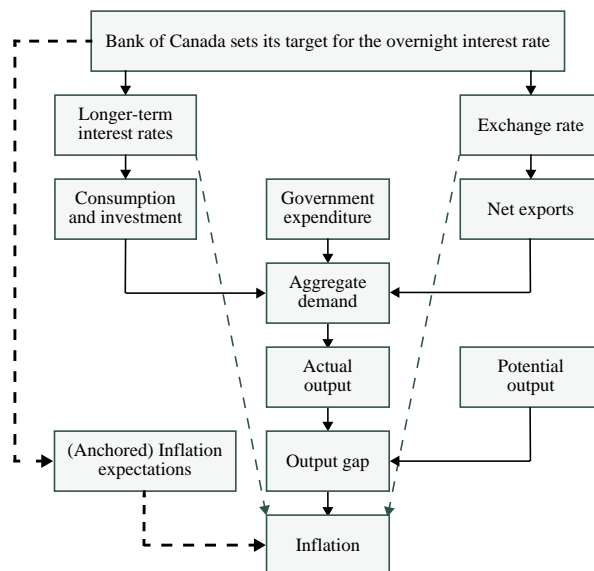 Bank of Canada sets its target for the overnight interest rate
Longer-term
interest rates
Exchange rate
Consumption
and investment
Government
expenditure
Net exports
Aggregate
demand
Actual
output
Potential
output
(Anchored) Inflation
expectations
Output gap
Inflation